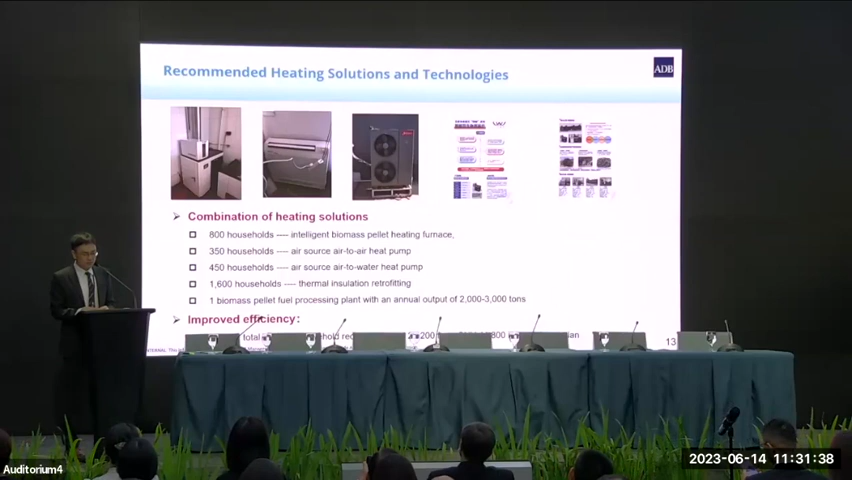 Recommended Heating Solutions and Technologies
ADB
Combination of heating solutions
800 households ---- intelligent biomass pellet heating furnace,
350 households ---- air source air-to-air heat pump
450 households ---- air source air-to-water heat pump
1,600 households ---- thermal insulation retrofitting
1 biomass pellet fuel processing plant with an annual output of 2,000-3,000 tons
Improved efficiency:
total
13
Auditorium4
2023-06-14 11:31:38